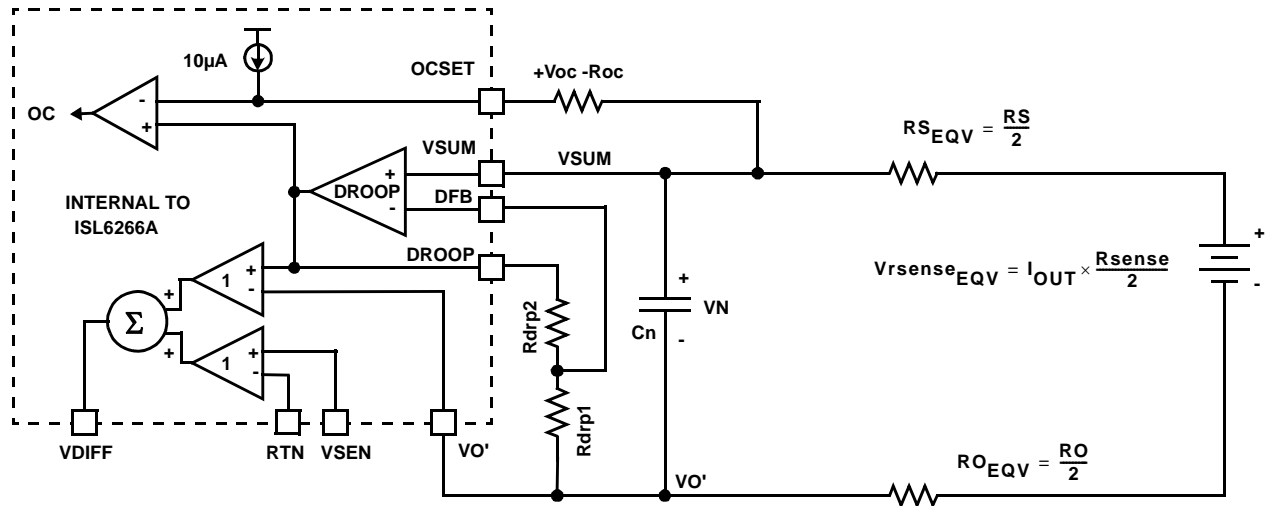 10µA
OCSET
+Voc -Roc
OC
-
+
RS_EQV = RS/2
VSUM
VSUM
+
DROOP
-
DFB
INTERNAL TO
ISL6266A
DROOP
+
1
-
+
Σ
+
+
1
-
Rdrp2
Rdrp1
+
VN
Cn
-
Vrsense_EQV = I_OUT × Rsense/2
+
-
VDIFF
RTN
VSEN
VO'
VO'
RO_EQV = RO/2